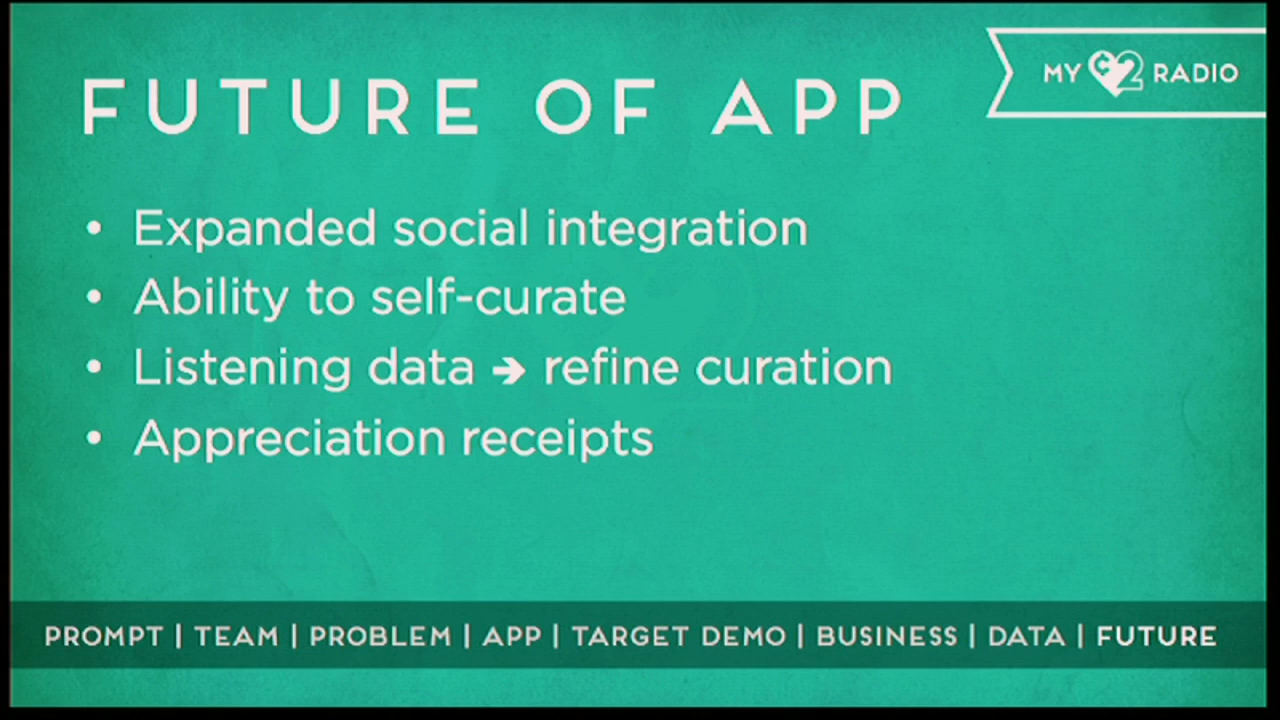 FUTURE OF APP
MY C2 RADIO
• Expanded social integration
• Ability to self-curate
• Listening data ➔ refine curation
• Appreciation receipts
PROMPT | TEAM | PROBLEM | APP | TARGET DEMO | BUSINESS | DATA | FUTURE